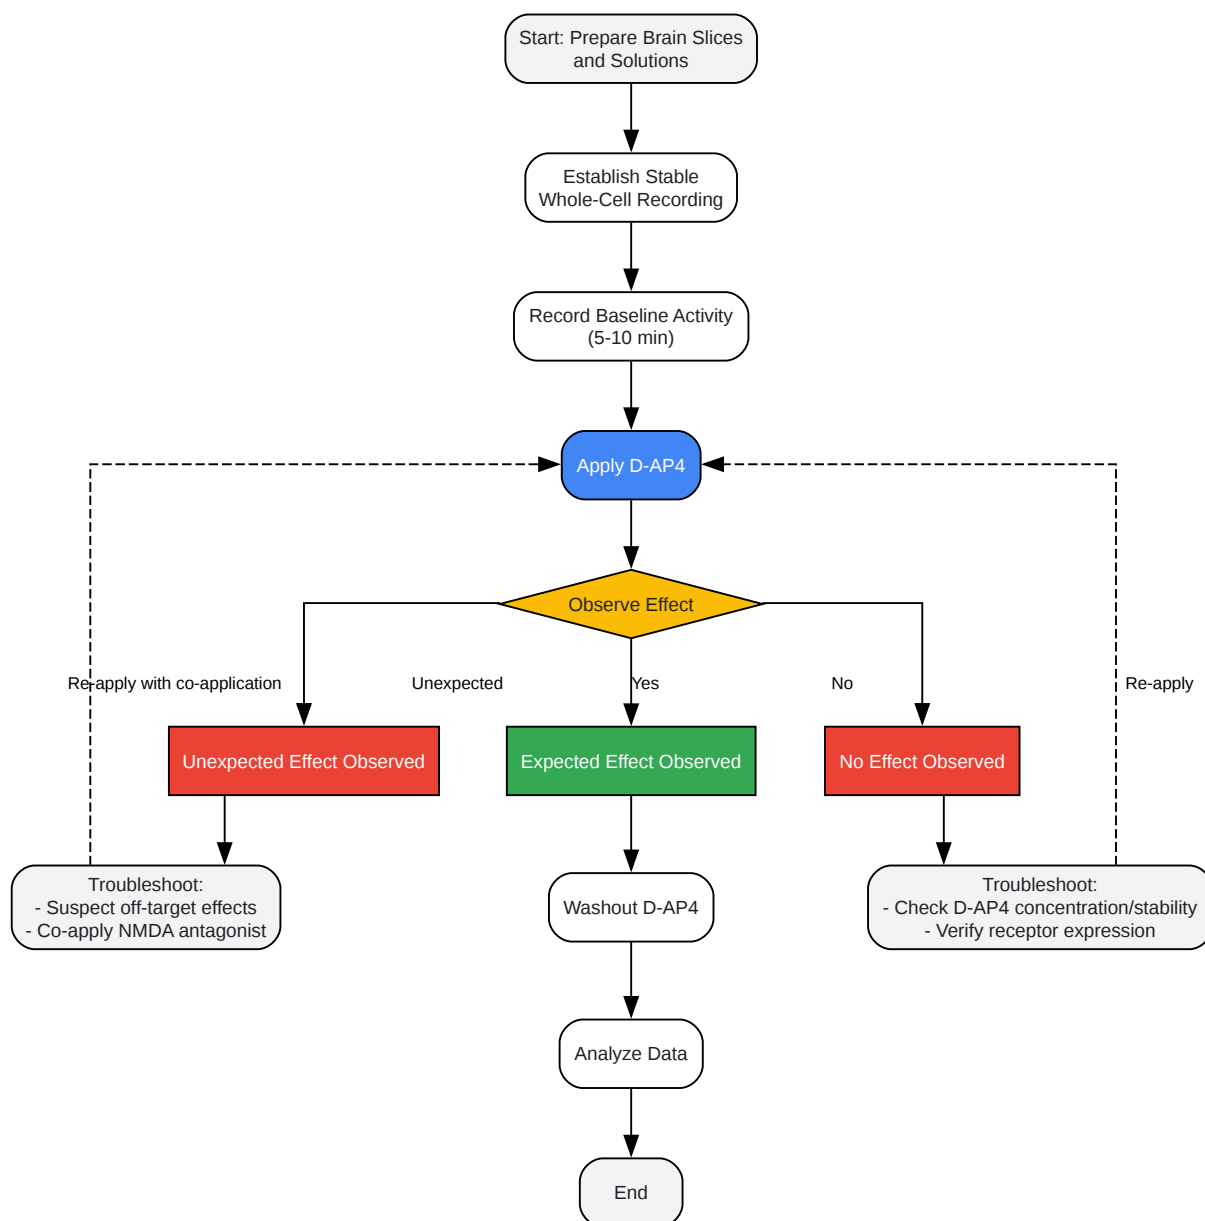 Start: Prepare Brain Slices
and Solutions
Establish Stable
Whole-Cell Recording
Record Baseline Activity
(5-10 min)
Apply D-AP4
Observe Effect
Re-apply with co-application
Unexpected
Yes
No
Re-apply
Unexpected Effect Observed
Expected Effect Observed
No Effect Observed
Troubleshoot:
- Suspect off-target effects
- Co-apply NMDA antagonist
Washout D-AP4
Troubleshoot:
- Check D-AP4 concentration/stability
- Verify receptor expression
Analyze Data
End